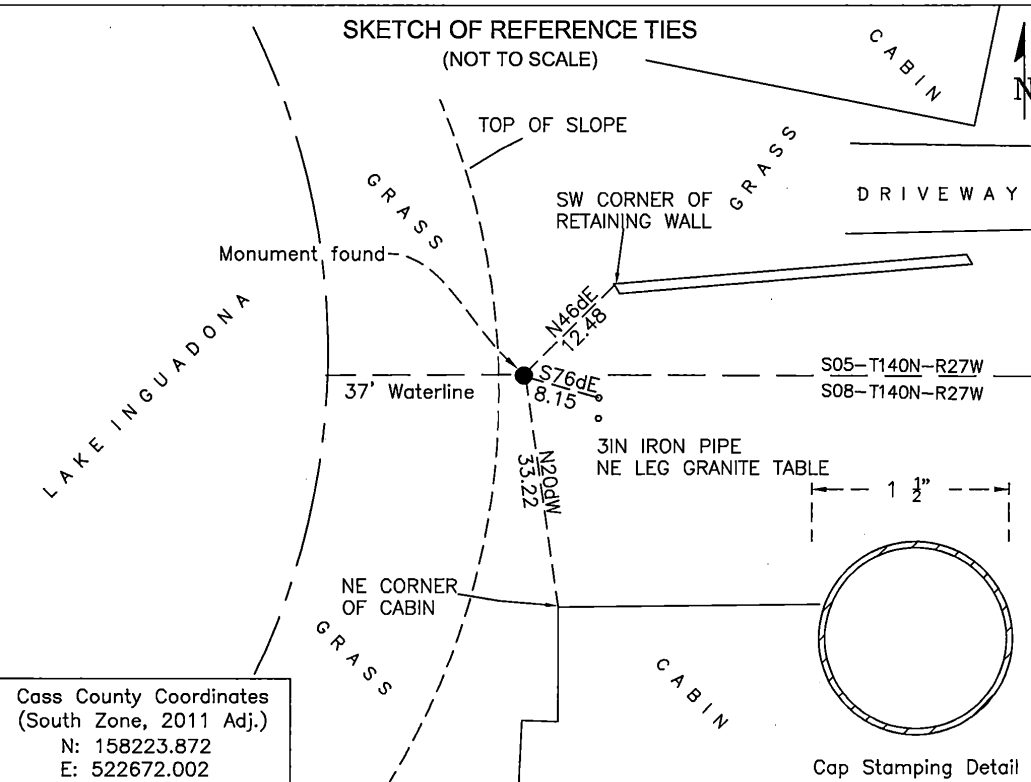 SKETCH OF REFERENCE TIES
(NOT TO SCALE)
CABIN
N
TOP OF SLOPE
GRASS
GRASS
DRIVEWAY
SW CORNER OF
RETAINING WALL
Monument found
N46dE
12.48
LAKE INGUADONA
S05-T140N-R27W
S08-T140N-R27W
37' Waterline
S76dE
8.15
3IN IRON PIPE
NE LEG GRANITE TABLE
N20dW
33.22
1 ½"
NE CORNER
OF CABIN
GRASS
CABIN
Cass County Coordinates
(South Zone, 2011 Adj.)
N: 158223.872
E: 522672.002
Cap Stamping Detail